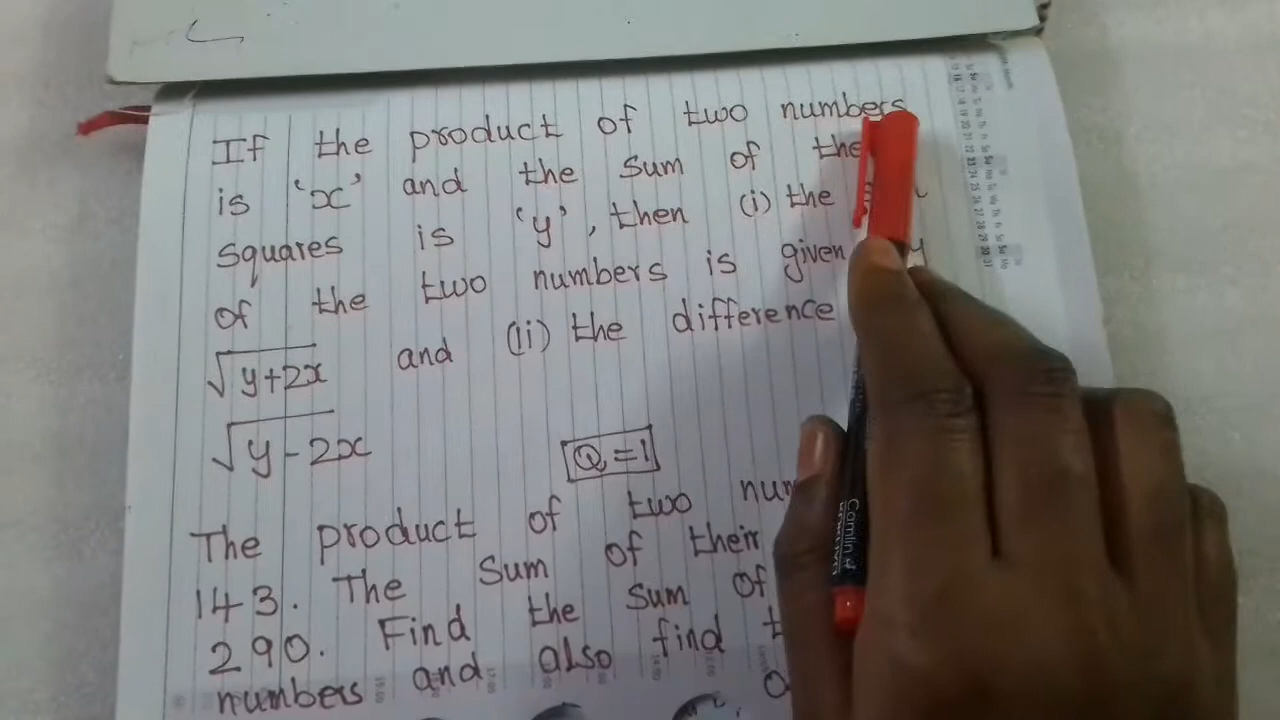 If the product of two numbers
is 'x' and the sum of the
squares is 'y', then (i) the
of the two numbers is given
√y+2x and (ii) the difference
√y-2x
Q=1
The product of two
143. The sum of their
290. Find the sum of
numbers and also find
Camlin